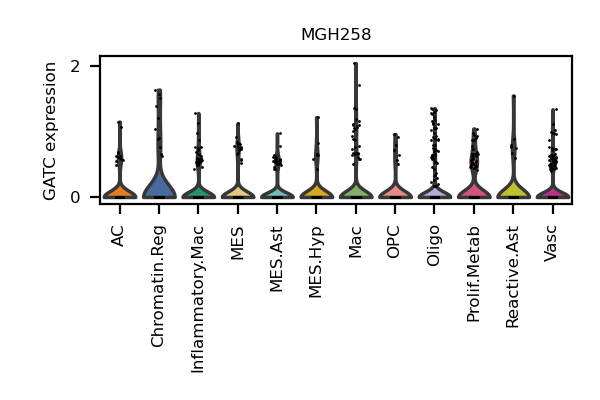 MGH258
GATC expression
2
0
AC
Chromatin.Reg
Inflammatory.Mac
MES
MES.Ast
MES.Hyp
Mac
OPC
Oligo
Prolif.Metab
Reactive.Ast
Vasc